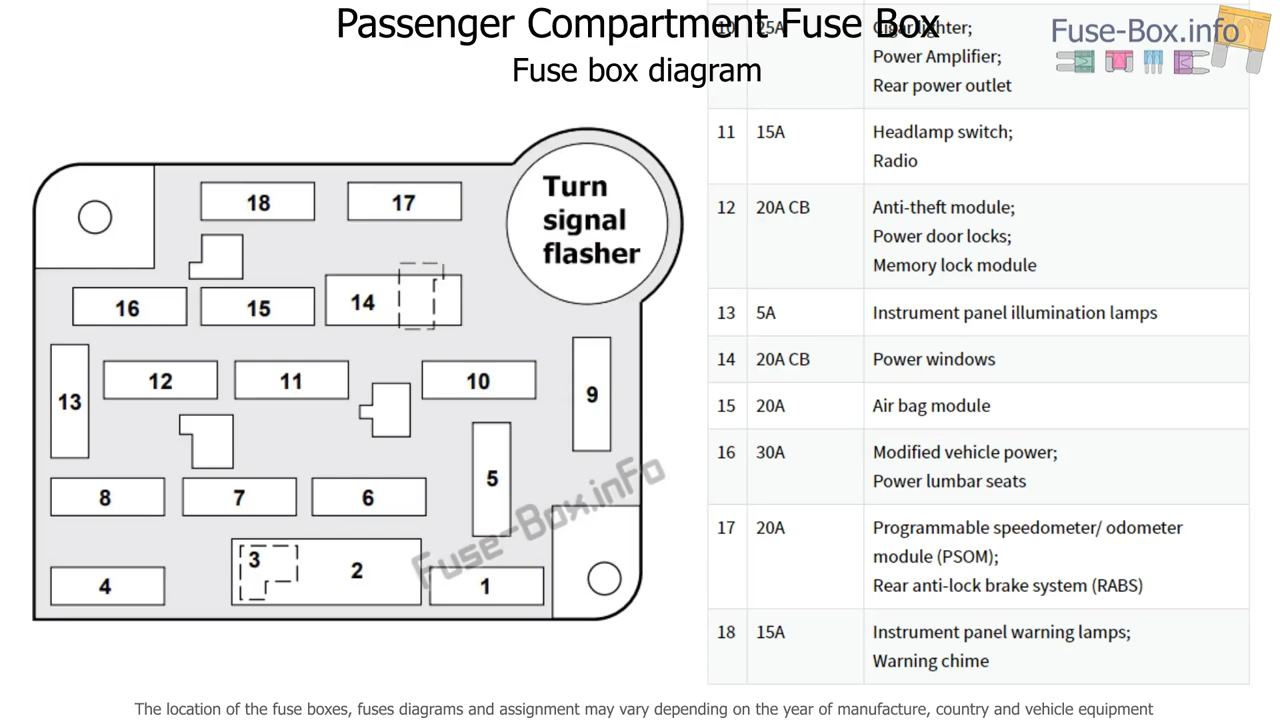 Passenger Compartment Fuse Box
Fuse box diagram
Fuse-Box.info
10 25A Cigar lighter;
Power Amplifier;
Rear power outlet
11 15A Headlamp switch;
Radio
12 20A CB Anti-theft module;
Power door locks;
Memory lock module
13 5A Instrument panel illumination lamps
14 20A CB Power windows
15 20A Air bag module
16 30A Modified vehicle power;
Power lumbar seats
17 20A Programmable speedometer/ odometer
module (PSOM);
Rear anti-lock brake system (RABS)
18 15A Instrument panel warning lamps;
Warning chime
Turn
signal
flasher
18 17
16 15 14
13 12 11 10 9
8 7 6 5
4 3 2 1
Fuse-Box.inFo
The location of the fuse boxes, fuses diagrams and assignment may vary depending on the year of manufacture, country and vehicle equipment